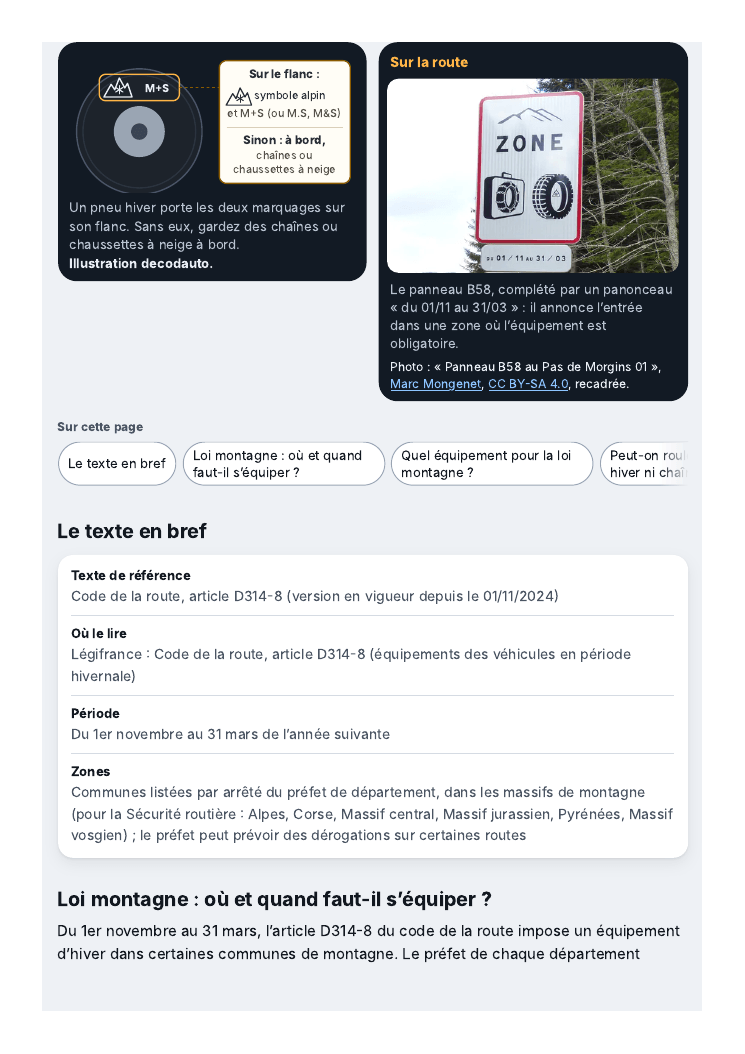 M+S
Sur le flanc :
symbole alpin
et M+S (ou M.S, M&S)
Sinon : à bord,
chaînes ou
chaussettes à neige
Un pneu hiver porte les deux marquages sur
son flanc. Sans eux, gardez des chaînes ou
chaussettes à neige à bord.
Illustration decodauto.
Sur la route
ZONE
DU 01 / 11 AU 31 / 03
Le panneau B58, complété par un panonceau
« du 01/11 au 31/03 » : il annonce l’entrée
dans une zone où l’équipement est
obligatoire.
Photo : « Panneau B58 au Pas de Morgins 01 »,
Marc Mongenet, CC BY-SA 4.0, recadrée.
Sur cette page
Le texte en bref
Loi montagne : où et quand
faut-il s’équiper ?
Quel équipement pour la loi
montagne ?
Peut-on
hiver ni
Le texte en bref
Texte de référence
Code de la route, article D314-8 (version en vigueur depuis le 01/11/2024)
Où le lire
Légifrance : Code de la route, article D314-8 (équipements des véhicules en période
hivernale)
Période
Du 1er novembre au 31 mars de l’année suivante
Zones
Communes listées par arrêté du préfet de département, dans les massifs de montagne
(pour la Sécurité routière : Alpes, Corse, Massif central, Massif jurassien, Pyrénées, Massif
vosgien) ; le préfet peut prévoir des dérogations sur certaines routes
Loi montagne : où et quand faut-il s’équiper ?
Du 1er novembre au 31 mars, l’article D314-8 du code de la route impose un équipement
d’hiver dans certaines communes de montagne. Le préfet de chaque département